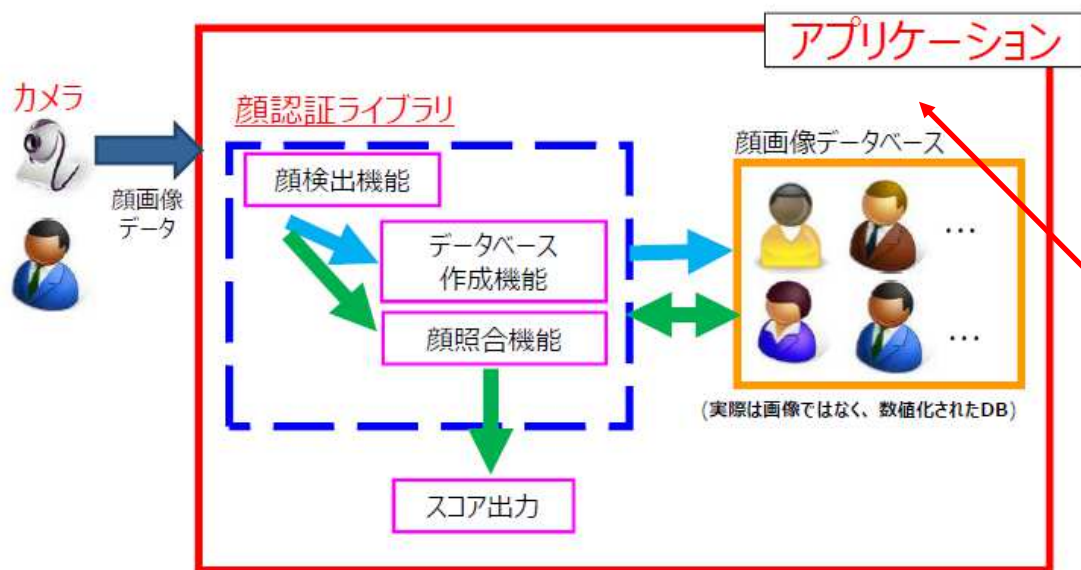 アプリケーション
カメラ
顔画像
データ
顔認証ライブラリ
顔検出機能
データベース
作成機能
顔照合機能
スコア出力
顔画像データベース
…
…
(実際は画像ではなく、数値化されたDB)